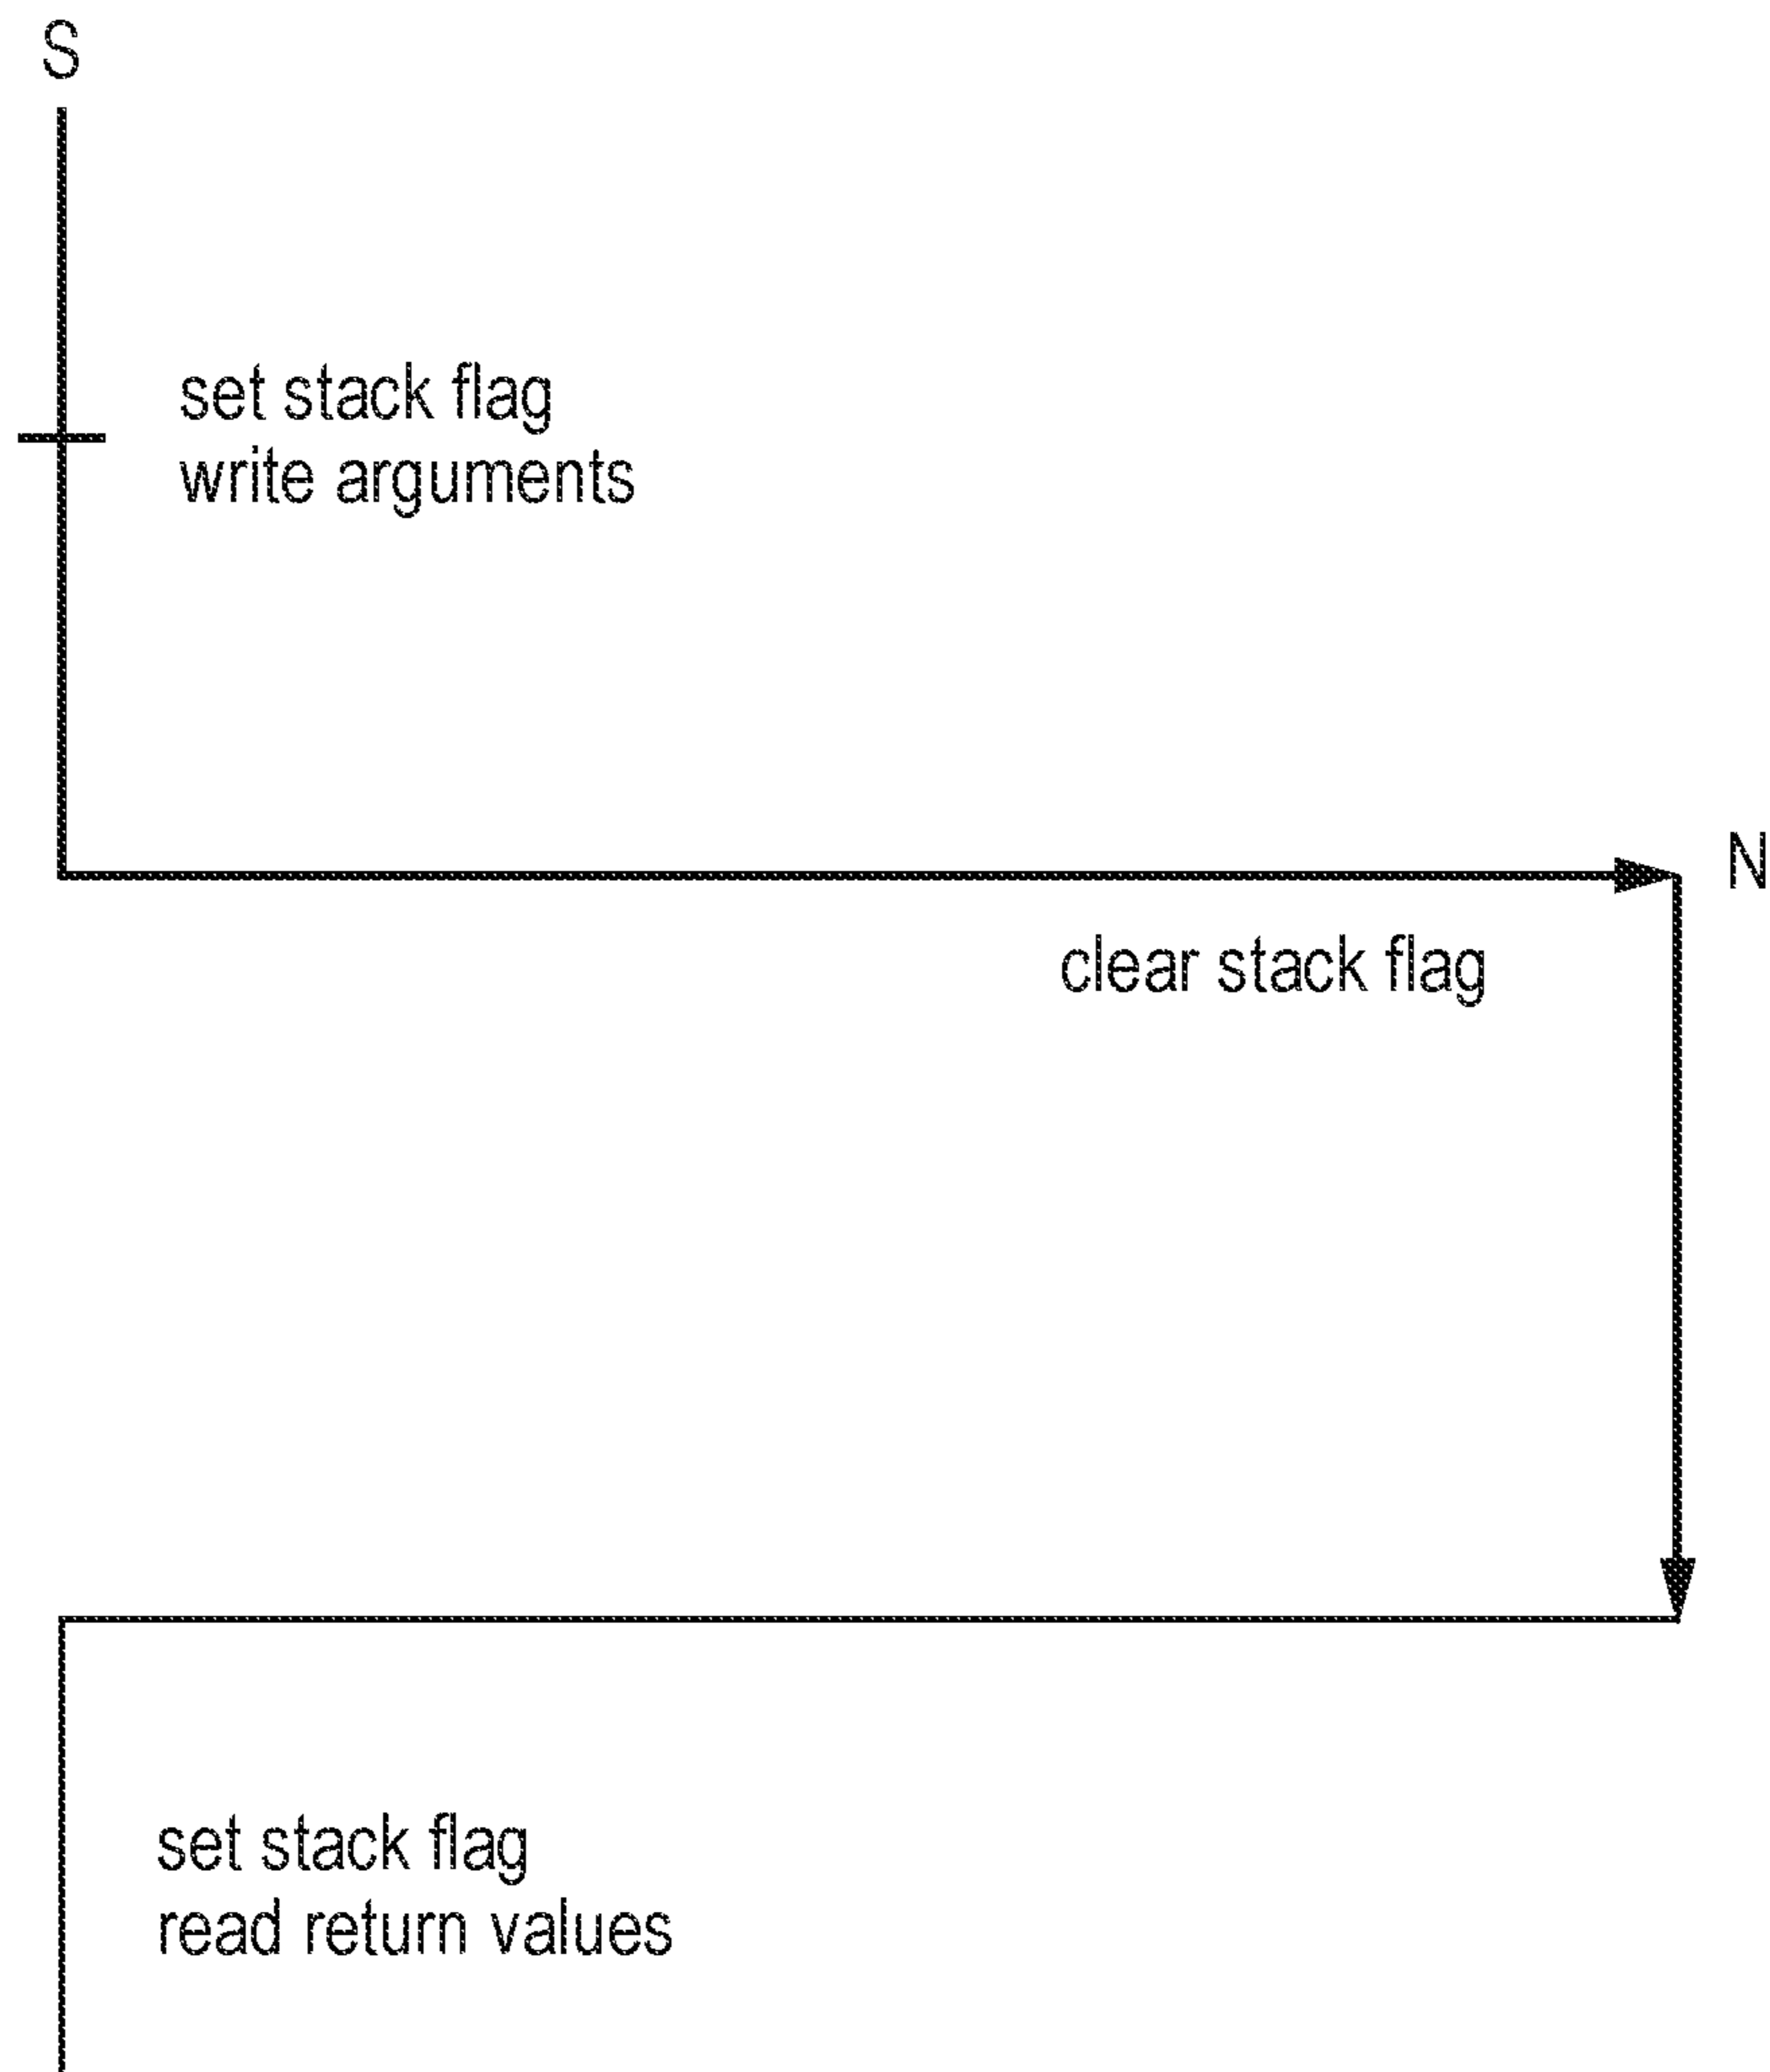 S
set stack flag
write arguments
N
clear stack flag
set stack flag
read return values